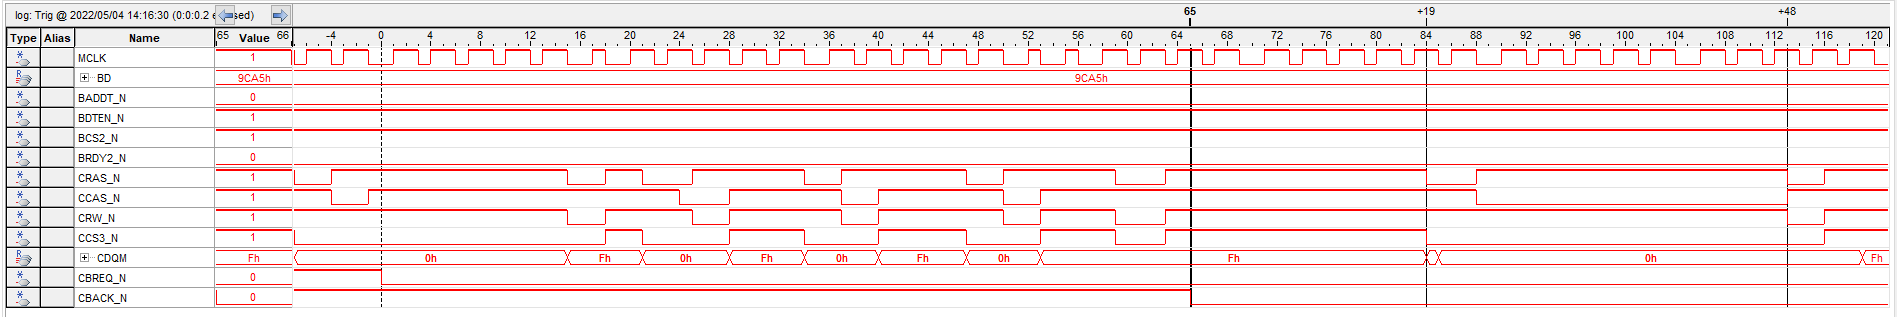 log: Trig @ 2022/05/04 14:16:30 (0:0:0.2 e sed) 65 +19 +48
Type Alias Name 65 Value 66 -4 0 4 8 12 16 20 24 28 32 36 40 44 48 52 56 60 64 68 72 76 80 84 88 92 96 100 104 108 112 116 120
MCLK 1
BD 9CA5h 9CA5h
BADDT_N 0
BDTEN_N 1
BCS2_N 1
BRDY2_N 0
CRAS_N 1
CCAS_N 1
CRW_N 1
CCS3_N 1
CDQM Fh 0h Fh 0h Fh 0h Fh 0h Fh 0h Fh
CBREQ_N 0
CBACK_N 0